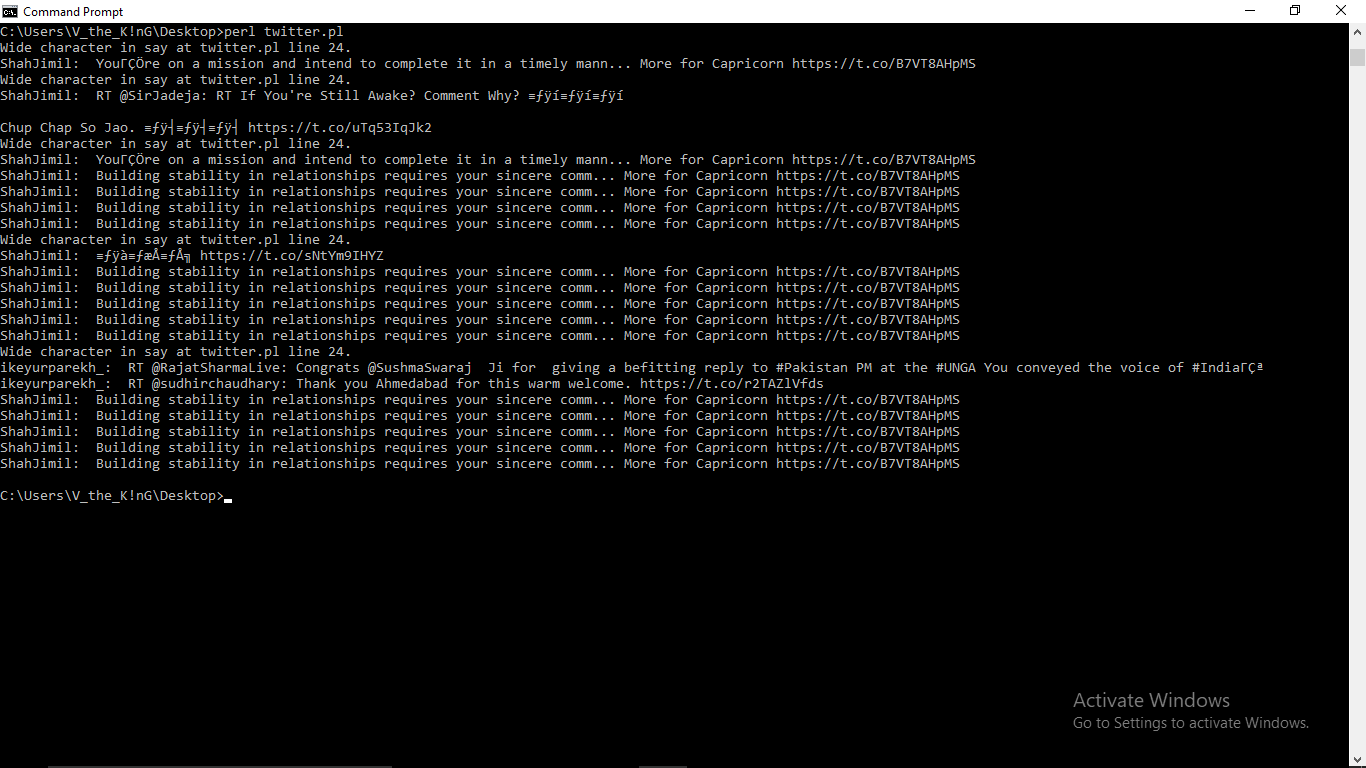 Command Prompt
C:\Users\V_the_K!nG\Desktop>perl twitter.pl
Wide character in say at twitter.pl line 24.
ShahJimil:  YouΓÇÖre on a mission and intend to complete it in a timely mann... More for Capricorn https://t.co/B7VT8AHpMS
Wide character in say at twitter.pl line 24.
ShahJimil:  RT @SirJadeja: RT If You're Still Awake? Comment Why? ≡ƒÿí≡ƒÿí≡ƒÿí
Chup Chap So Jao. ≡ƒÿ┤≡ƒÿ┤≡ƒÿ┤ https://t.co/uTq53IqJk2
Wide character in say at twitter.pl line 24.
ShahJimil:  YouΓÇÖre on a mission and intend to complete it in a timely mann... More for Capricorn https://t.co/B7VT8AHpMS
ShahJimil:  Building stability in relationships requires your sincere comm... More for Capricorn https://t.co/B7VT8AHpMS
ShahJimil:  Building stability in relationships requires your sincere comm... More for Capricorn https://t.co/B7VT8AHpMS
ShahJimil:  Building stability in relationships requires your sincere comm... More for Capricorn https://t.co/B7VT8AHpMS
ShahJimil:  Building stability in relationships requires your sincere comm... More for Capricorn https://t.co/B7VT8AHpMS
Wide character in say at twitter.pl line 24.
ShahJimil:  ≡ƒÿà≡ƒæÅ≡ƒÅ╗ https://t.co/sNtYm9IHYZ
ShahJimil:  Building stability in relationships requires your sincere comm... More for Capricorn https://t.co/B7VT8AHpMS
ShahJimil:  Building stability in relationships requires your sincere comm... More for Capricorn https://t.co/B7VT8AHpMS
ShahJimil:  Building stability in relationships requires your sincere comm... More for Capricorn https://t.co/B7VT8AHpMS
ShahJimil:  Building stability in relationships requires your sincere comm... More for Capricorn https://t.co/B7VT8AHpMS
ShahJimil:  Building stability in relationships requires your sincere comm... More for Capricorn https://t.co/B7VT8AHpMS
Wide character in say at twitter.pl line 24.
ikeyurparekh_:  RT @RajatSharmaLive: Congrats @SushmaSwaraj  Ji for  giving a befitting reply to #Pakistan PM at the #UNGA You conveyed the voice of #IndiaΓÇª
ikeyurparekh_:  RT @sudhirchaudhary: Thank you Ahmedabad for this warm welcome. https://t.co/r2TAZlVfds
ShahJimil:  Building stability in relationships requires your sincere comm... More for Capricorn https://t.co/B7VT8AHpMS
ShahJimil:  Building stability in relationships requires your sincere comm... More for Capricorn https://t.co/B7VT8AHpMS
ShahJimil:  Building stability in relationships requires your sincere comm... More for Capricorn https://t.co/B7VT8AHpMS
ShahJimil:  Building stability in relationships requires your sincere comm... More for Capricorn https://t.co/B7VT8AHpMS
ShahJimil:  Building stability in relationships requires your sincere comm... More for Capricorn https://t.co/B7VT8AHpMS
C:\Users\V_the_K!nG\Desktop>
Activate Windows
Go to Settings to activate Windows.